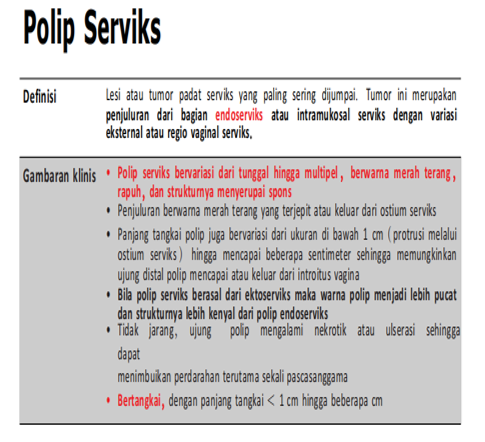 Polip Serviks
Definisi
Lesi atau tumor padat serviks yang paling sering dijumpai. Tumor ini merupakan
penjuluran dari bagian endoserviks atau intramukosal serviks dengan variasi
eksternal atau regio vaginal serviks.
Gambaran klinis
• Polip serviks bervariasi dari tunggal hingga multipel, berwarna merah terang,
rapuh, dan strukturnya menyerupai spons
• Penjuluran berwarna merah terang yang terjepit atau keluar dari ostium serviks
• Panjang tangkai polip juga bervariasi dari ukuran di bawah 1 cm (protrusi melalui
ostium serviks) hingga mencapai beberapa sentimeter sehingga memungkinkan
ujung distal polip mencapai atau keluar dari introitus vagina
• Bila polip serviks berasal dari ektoserviks maka warna polip menjadi lebih pucat
dan strukturnya lebih kenyal dari polip endoserviks
• Tidak jarang, ujung polip mengalami nekrotik atau ulserasi sehingga
dapat
menimbuikan perdarahan terutama sekali pascasanggama
• Bertangkai, dengan panjang tangkai < 1 cm hingga beberapa cm